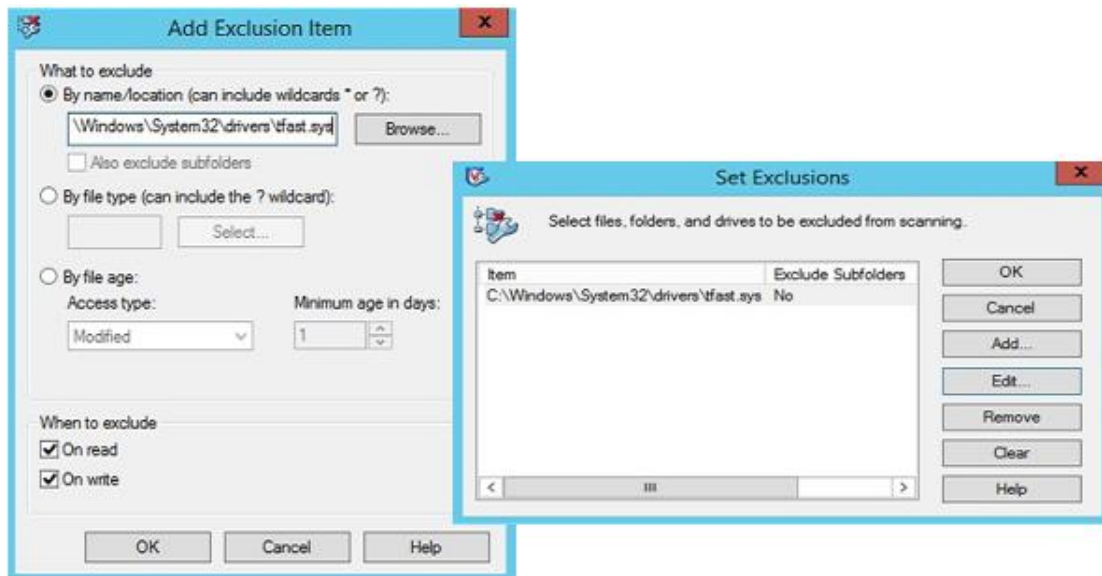 Add Exclusion Item
What to exclude
By name/location (can include wildcards * or ?):
\Windows\System32\drivers\tfast.sys
Browse...
Also exclude subfolders
By file type (can include the ? wildcard):
Select...
By file age:
Access type:
Minimum age in days:
Modified
1
When to exclude
On read
On write
OK
Cancel
Help
Set Exclusions
Select files, folders, and drives to be excluded from scanning.
Item
Exclude Subfolders
C:\Windows\System32\drivers\tfast.sys
No
OK
Cancel
Add...
Edit...
Remove
Clear
Help